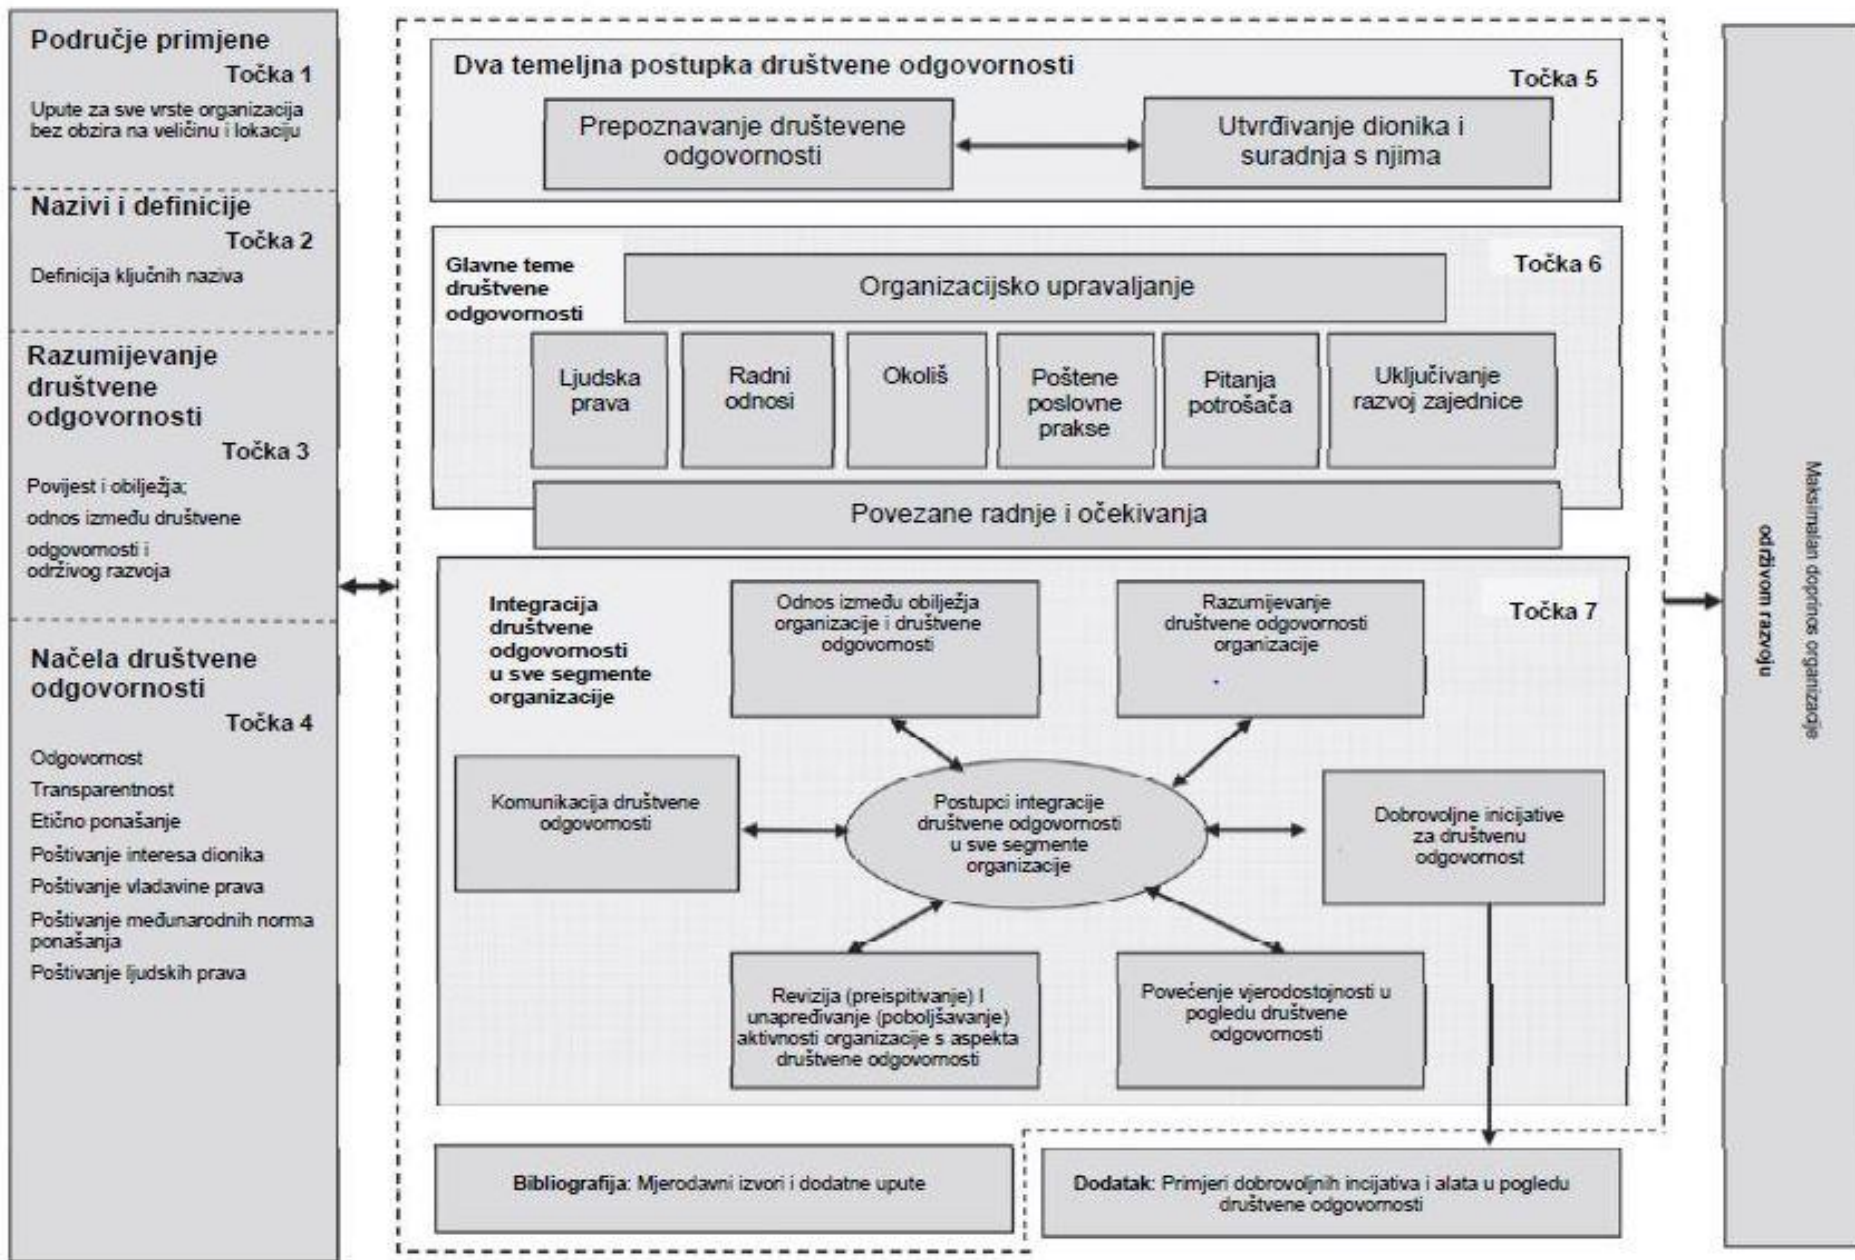 Područje primjene
Točka 1
Upute za sve vrste organizacija
bez obzira na veličinu i lokaciju
Nazivi i definicije
Točka 2
Definicija ključnih naziva
Razumijevanje
društvene
odgovornosti
Točka 3
Povijest i obilježja;
odnos između društvene
odgovornosti i
održivog razvoja
Načela društvene
odgovornosti
Točka 4
Odgovornost
Transparentnost
Etično ponašanje
Poštivanje interesa dionika
Poštivanje vladavine prava
Poštivanje međunarodnih norma
ponašanja
Poštivanje ljudskih prava
Dva temeljna postupka društvene odgovornosti
Točka 5
Prepoznavanje društevene
odgovornosti
Utvrđivanje dionika i
suradnja s njima
Glavne teme
društvene
odgovornosti
Točka 6
Organizacijsko upravaljanje
Ljudska
prava
Radni
odnosi
Okoliš
Poštene
poslovne
prakse
Pitanja
potrošača
Uključivanje
razvoj zajednice
Povezane radnje i očekivanja
Integracija
društvene
odgovornosti
u sve segmente
organizacije
Točka 7
Odnos između obilježja
organizacije i društvene
odgovornosti
Razumijevanje
društvene odgovornosti
organizacije
Komunikacija društvene
odgovornosti
Postupci integracije
društvene odgovornosti
u sve segmente
organizacije
Dobrovoljne inicijative
za društvenu
odgovornost
Revizija (preispitivanje) I
unapređivanje (poboljšavanje)
aktivnosti organizacije s aspekta
društvene odgovornosti
Povećenje vjerodostojnosti u
pogledu društvene
odgovornosti
Bibliografija: Mjerodavni izvori i dodatne upute
Dodatak: Primjeri dobrovoljnih incijativa i alata u pogledu
društvene odgovornosti
Maksimalan doprinos organizacije
održivom razvoju